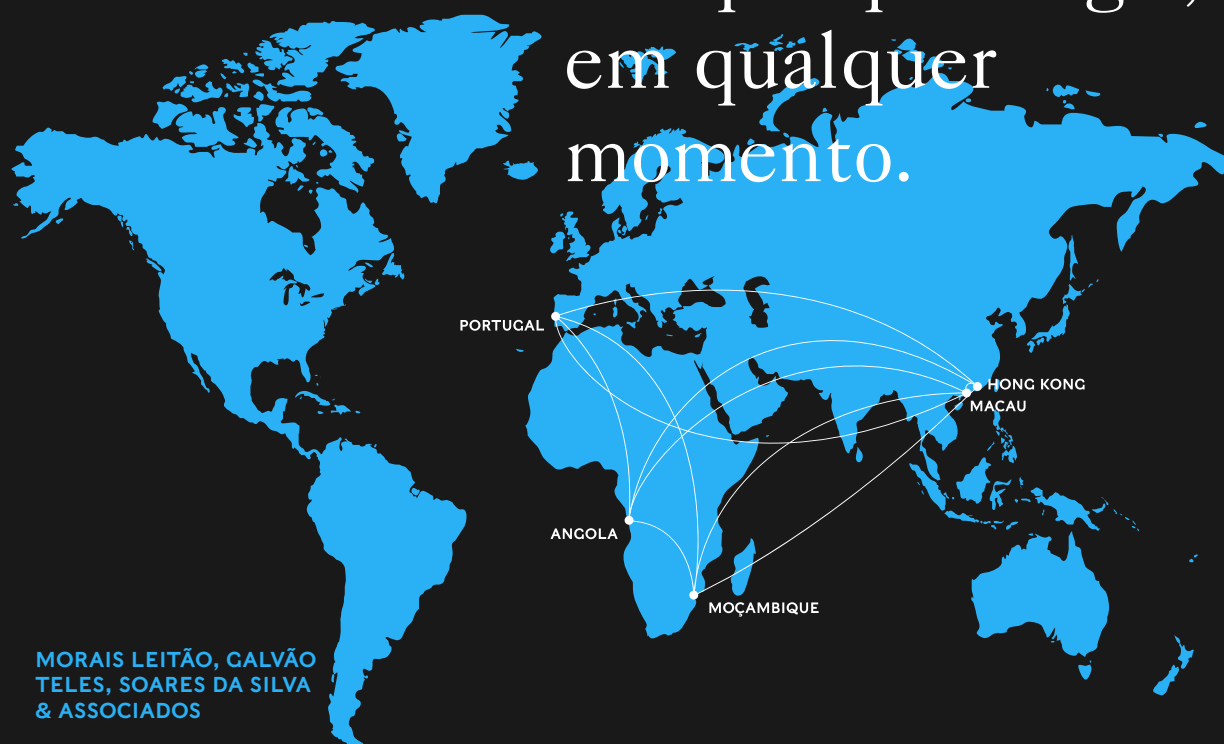 em qualquer
momento.
PORTUGAL
HONG KONG
MACAU
ANGOLA
MOÇAMBIQUE
MORAIS LEITÃO, GALVÃO
TELES, SOARES DA SILVA
& ASSOCIADOS